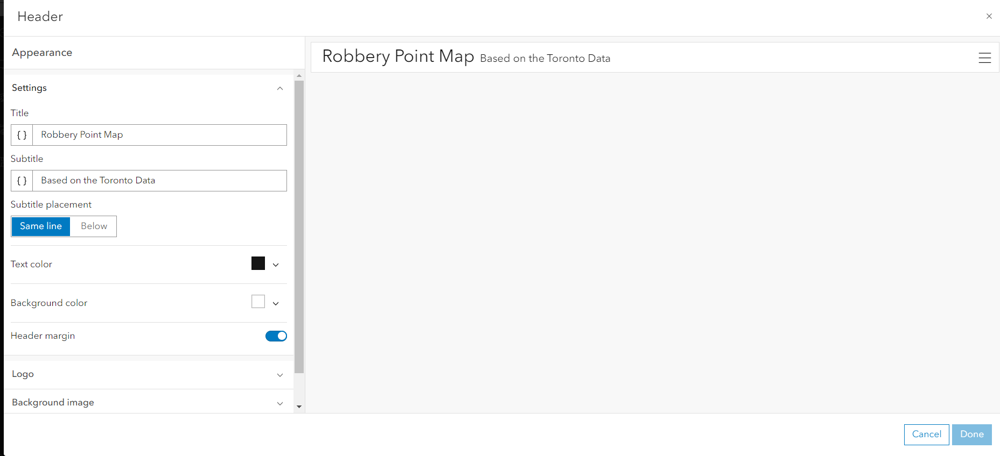 Header
Appearance
Settings
Title
{ } Robbery Point Map
Subtitle
{ } Based on the Toronto Data
Subtitle placement
Same line Below
Text color
Background color
Header margin
Logo
Background image
Robbery Point Map Based on the Toronto Data
Cancel Done